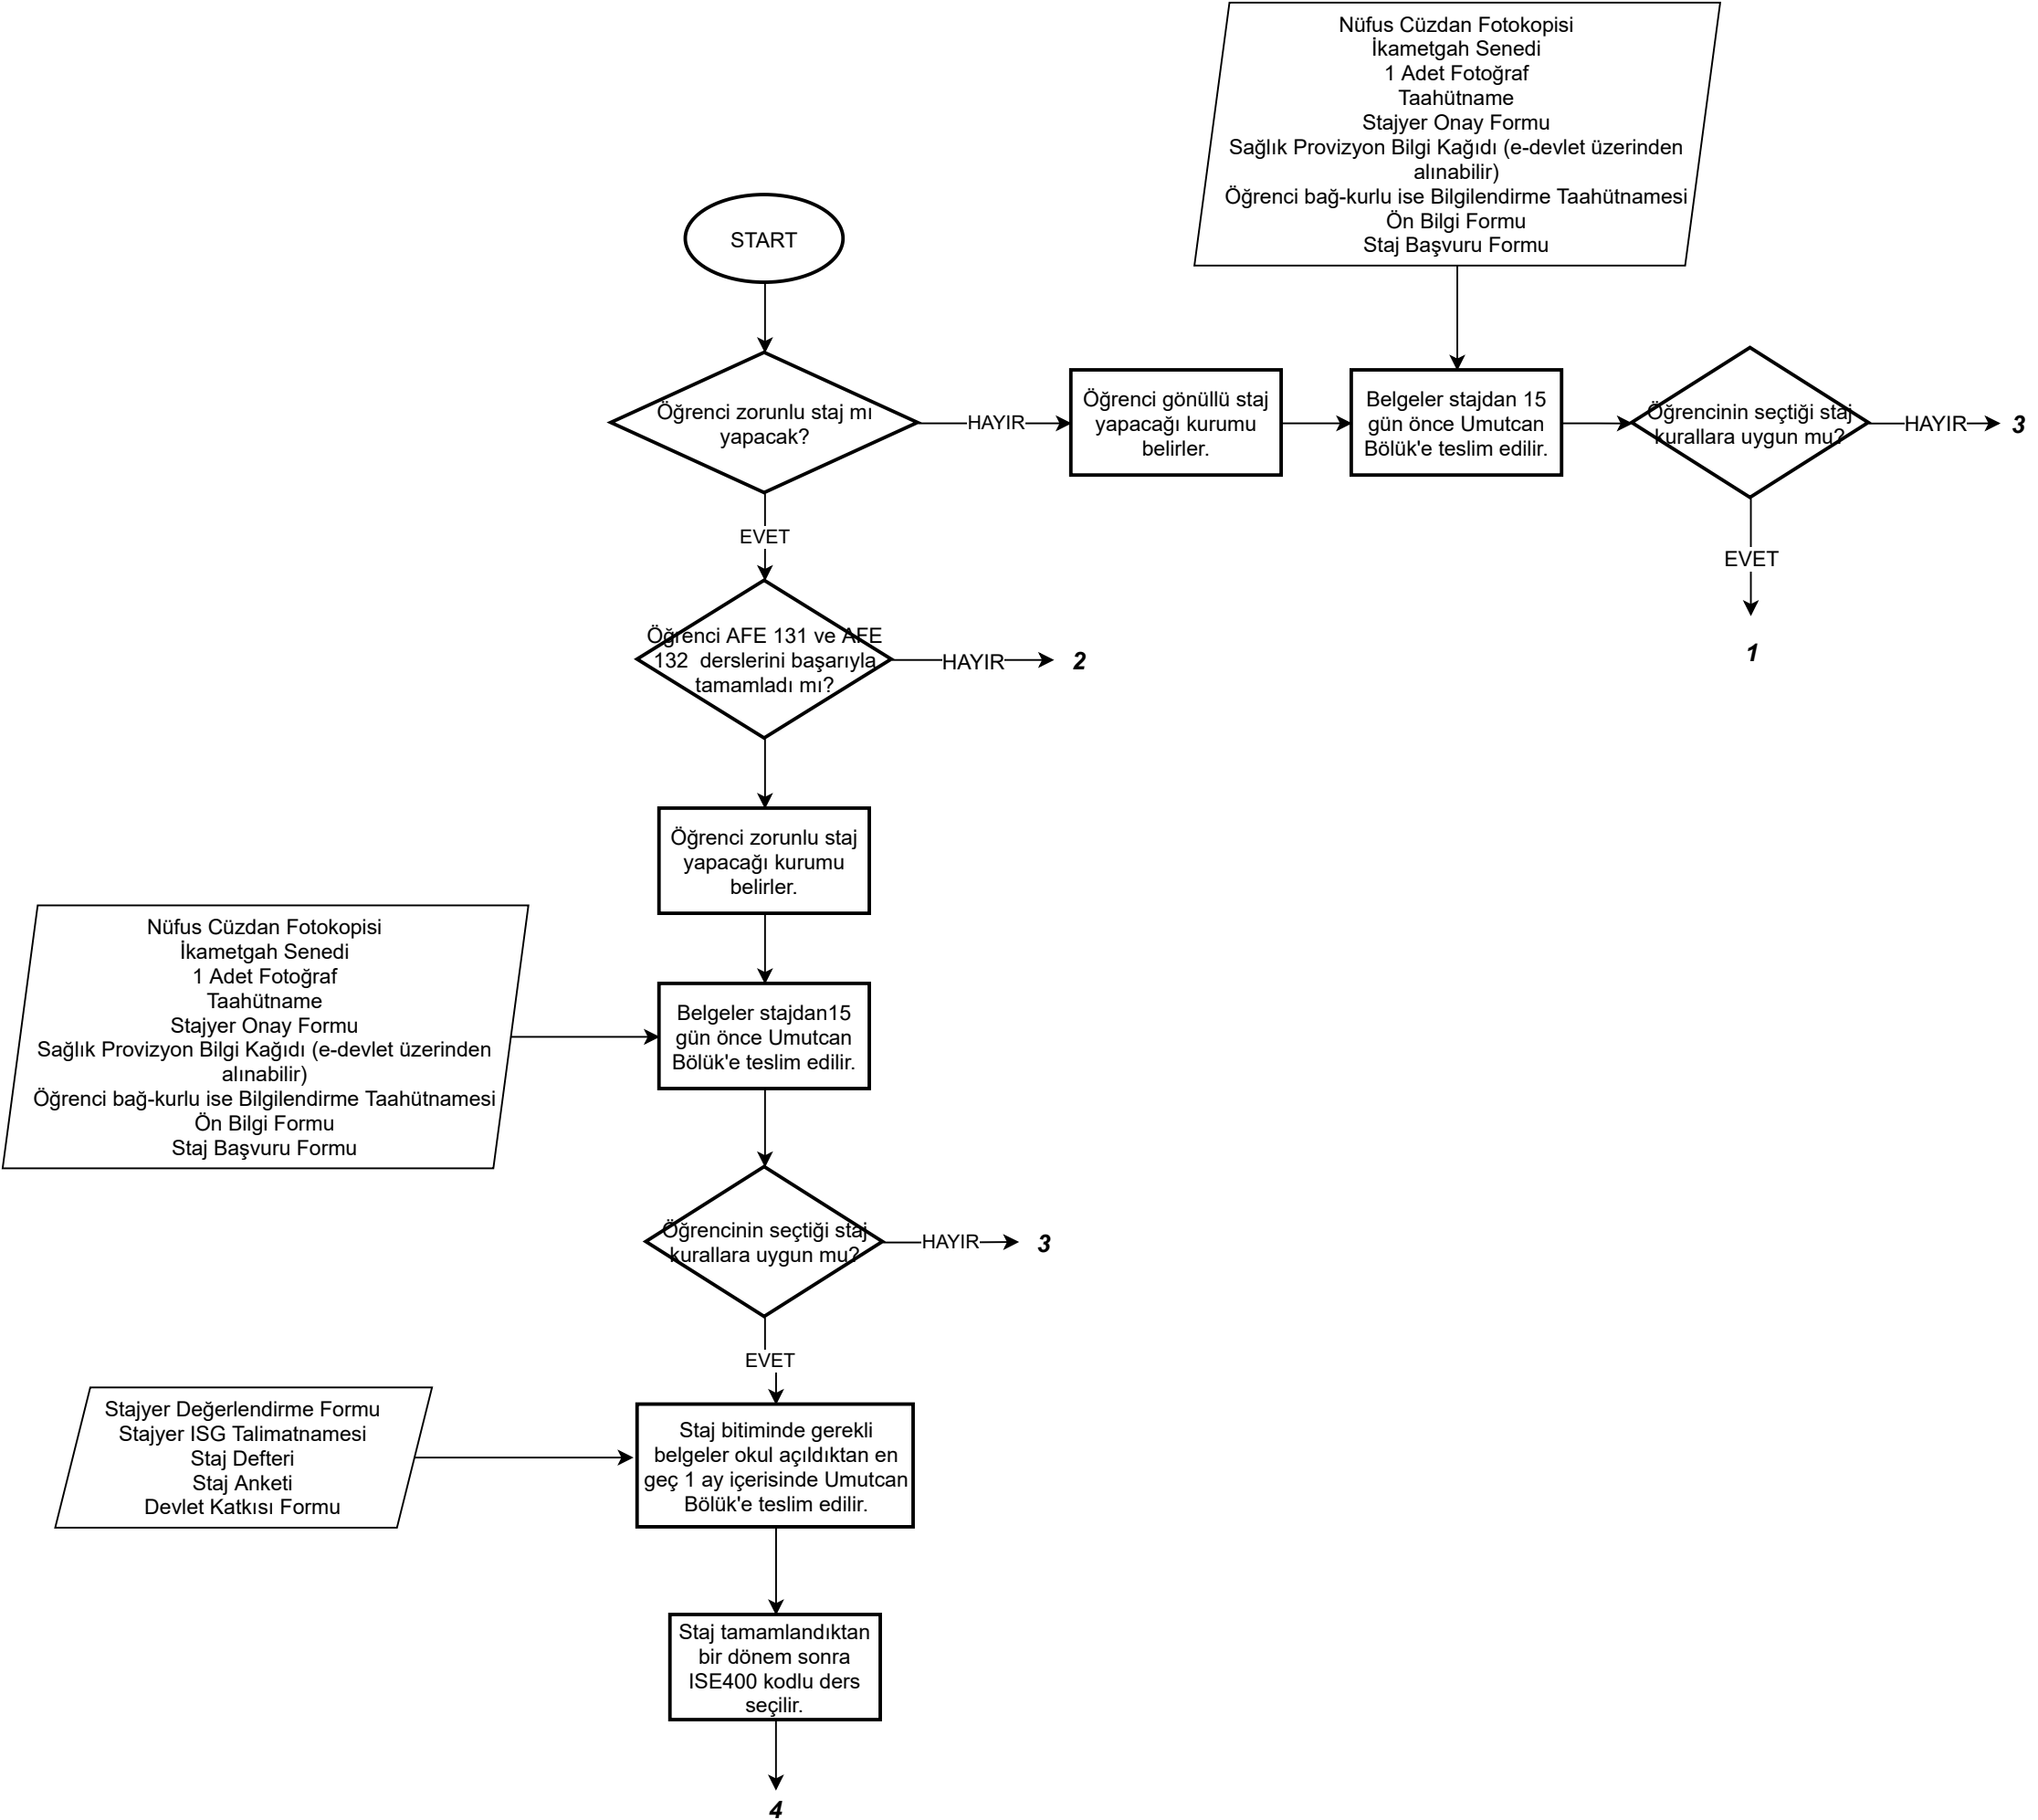 Nüfus Cüzdan Fotokopisi
İkametgah Senedi
1 Adet Fotoğraf
Taahütname
Stajyer Onay Formu
Sağlık Provizyon Bilgi Kağıdı (e-devlet üzerinden
alınabilir)
Öğrenci bağ-kurlu ise Bilgilendirme Taahütnamesi
Ön Bilgi Formu
Staj Başvuru Formu
START
Öğrenci zorunlu staj mı
yapacak?
HAYIR
Öğrenci gönüllü staj
yapacağı kurumu
belirler.
Belgeler stajdan 15
gün önce Umutcan
Bölük'e teslim edilir.
Öğrencinin seçtiği staj
kurallara uygun mu?
HAYIR
3
EVET
1
EVET
Öğrenci AFE 131 ve AFE
132  derslerini başarıyla
tamamladı mı?
HAYIR
2
Öğrenci zorunlu staj
yapacağı kurumu
belirler.
Nüfus Cüzdan Fotokopisi
İkametgah Senedi
1 Adet Fotoğraf
Taahütname
Stajyer Onay Formu
Sağlık Provizyon Bilgi Kağıdı (e-devlet üzerinden
alınabilir)
Öğrenci bağ-kurlu ise Bilgilendirme Taahütnamesi
Ön Bilgi Formu
Staj Başvuru Formu
Belgeler stajdan15
gün önce Umutcan
Bölük'e teslim edilir.
Öğrencinin seçtiği staj
kurallara uygun mu?
HAYIR
3
EVET
Stajyer Değerlendirme Formu
Stajyer ISG Talimatnamesi
Staj Defteri
Staj Anketi
Devlet Katkısı Formu
Staj bitiminde gerekli
belgeler okul açıldıktan en
geç 1 ay içerisinde Umutcan
Bölük'e teslim edilir.
Staj tamamlandıktan
bir dönem sonra
ISE400 kodlu ders
seçilir.
4